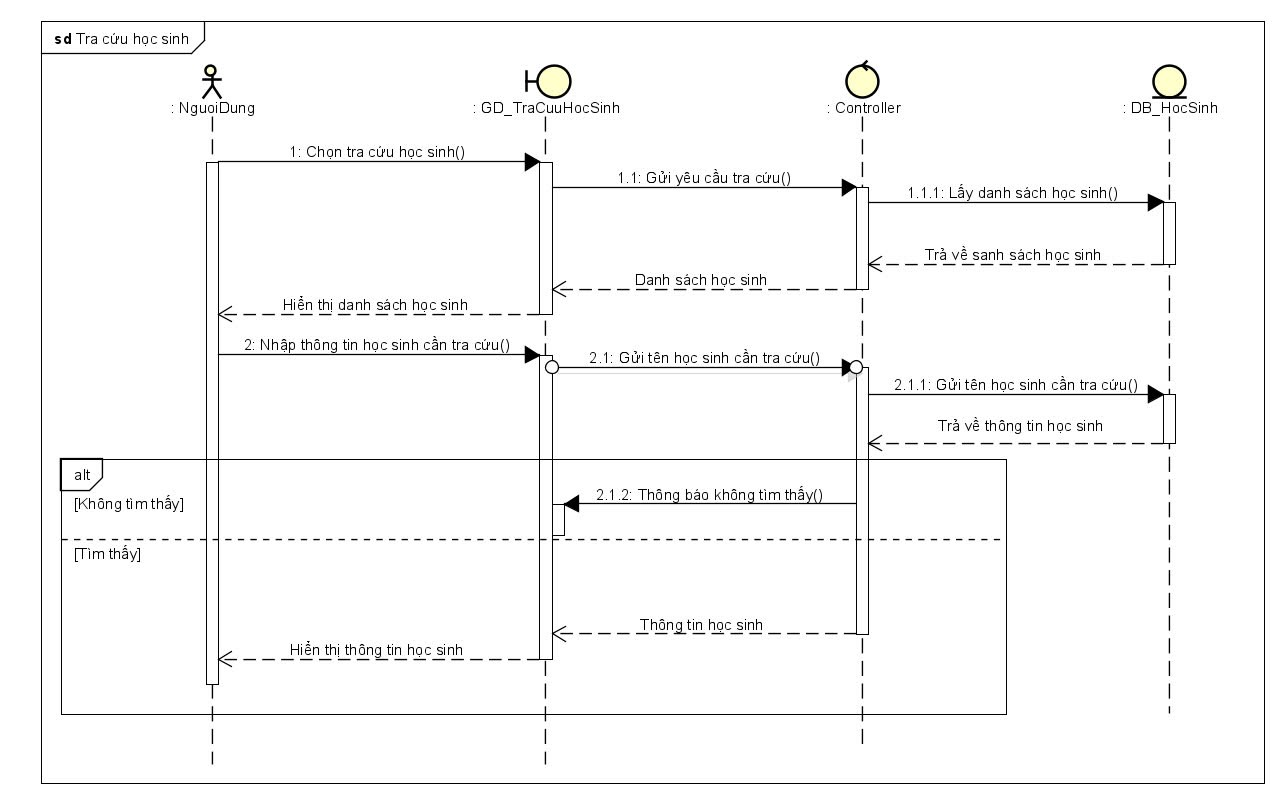 sd Tra cứu học sinh
: NguoiDung
: GD_TraCuuHocSinh
: Controller
: DB_HocSinh
1: Chọn tra cứu học sinh()
1.1: Gửi yêu cầu tra cứu()
1.1.1: Lấy danh sách học sinh()
Trả về sanh sách học sinh
Danh sách học sinh
Hiển thị danh sách học sinh
2: Nhập thông tin học sinh cần tra cứu()
2.1: Gửi tên học sinh cần tra cứu()
2.1.1: Gửi tên học sinh cần tra cứu()
Trả về thông tin học sinh
alt
2.1.2: Thông báo không tìm thấy()
[Không tìm thấy]
[Tìm thấy]
Thông tin học sinh
Hiển thị thông tin học sinh